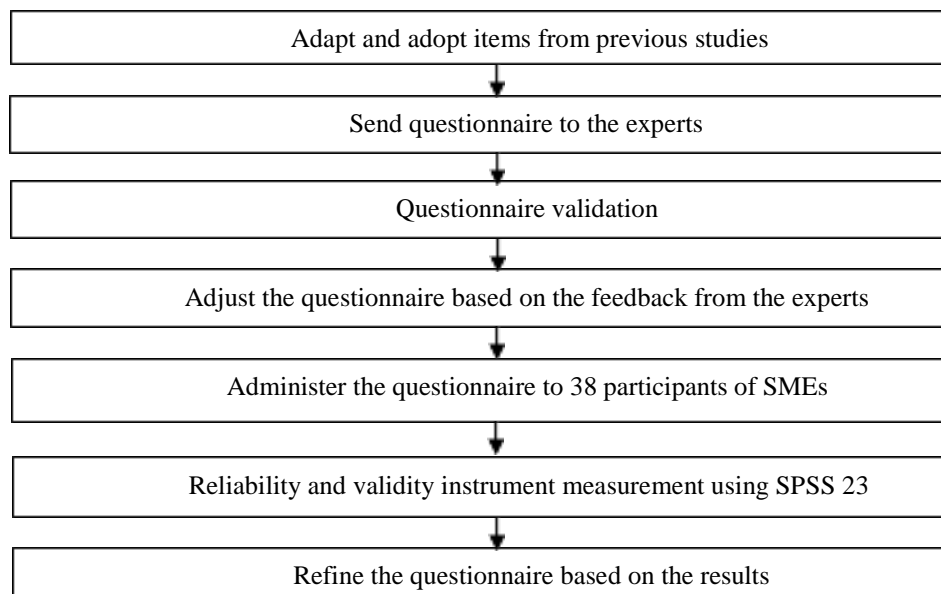 Adapt and adopt items from previous studies
Send questionnaire to the experts
Questionnaire validation
Adjust the questionnaire based on the feedback from the experts
Administer the questionnaire to 38 participants of SMEs
Reliability and validity instrument measurement using SPSS 23
Refine the questionnaire based on the results